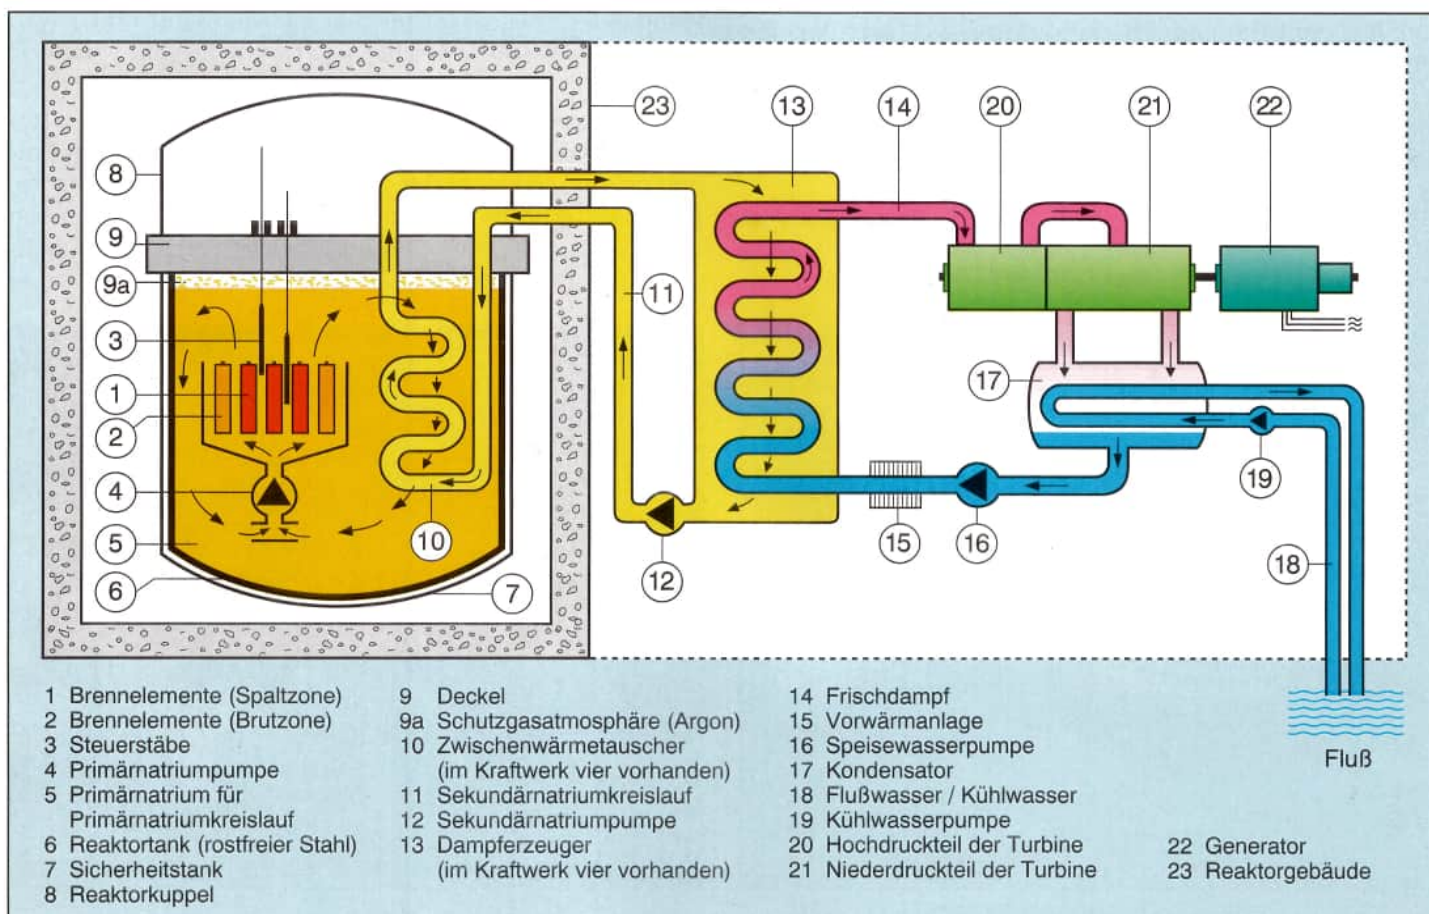 8
9
9a
3
1
2
4
5
6
7
10
23
11
12
13
14
20
21
22
17
15
16
19
18
Fluß
1 Brennelemente (Spaltzone)
2 Brennelemente (Brutzone)
3 Steuerstäbe
4 Primärnatriumpumpe
5 Primärnatrium für
Primärnatriumkreislauf
6 Reaktortank (rostfreier Stahl)
7 Sicherheitstank
8 Reaktorkuppel
9 Deckel
9a Schutzgasatmosphäre (Argon)
10 Zwischenwärmetauscher
(im Kraftwerk vier vorhanden)
11 Sekundärnatriumkreislauf
12 Sekundärnatriumpumpe
13 Dampferzeuger
(im Kraftwerk vier vorhanden)
14 Frischdampf
15 Vorwärmanlage
16 Speisewasserpumpe
17 Kondensator
18 Flußwasser / Kühlwasser
19 Kühlwasserpumpe
20 Hochdruckteil der Turbine
21 Niederdruckteil der Turbine
22 Generator
23 Reaktorgebäude